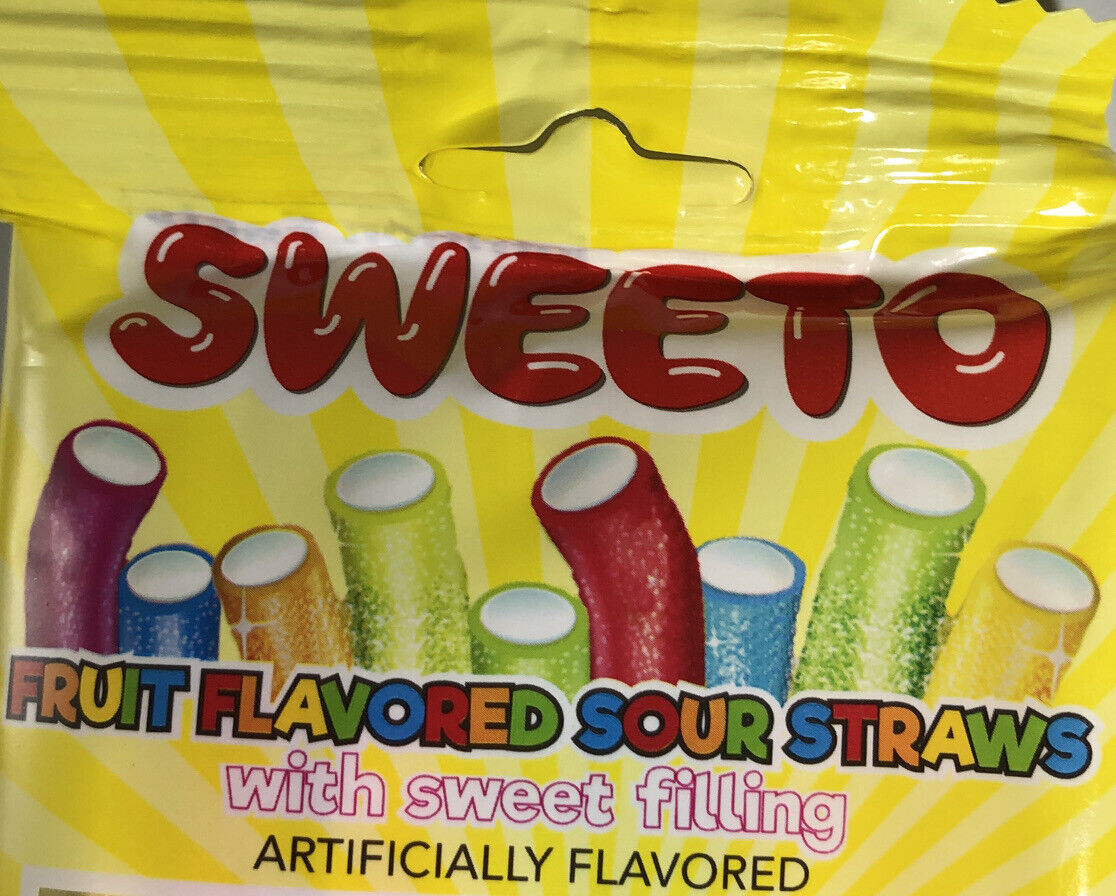 SWEETO
FRUIT FLAVORED SOUR STRAWS
with sweet filling
ARTIFICIALLY FLAVORED